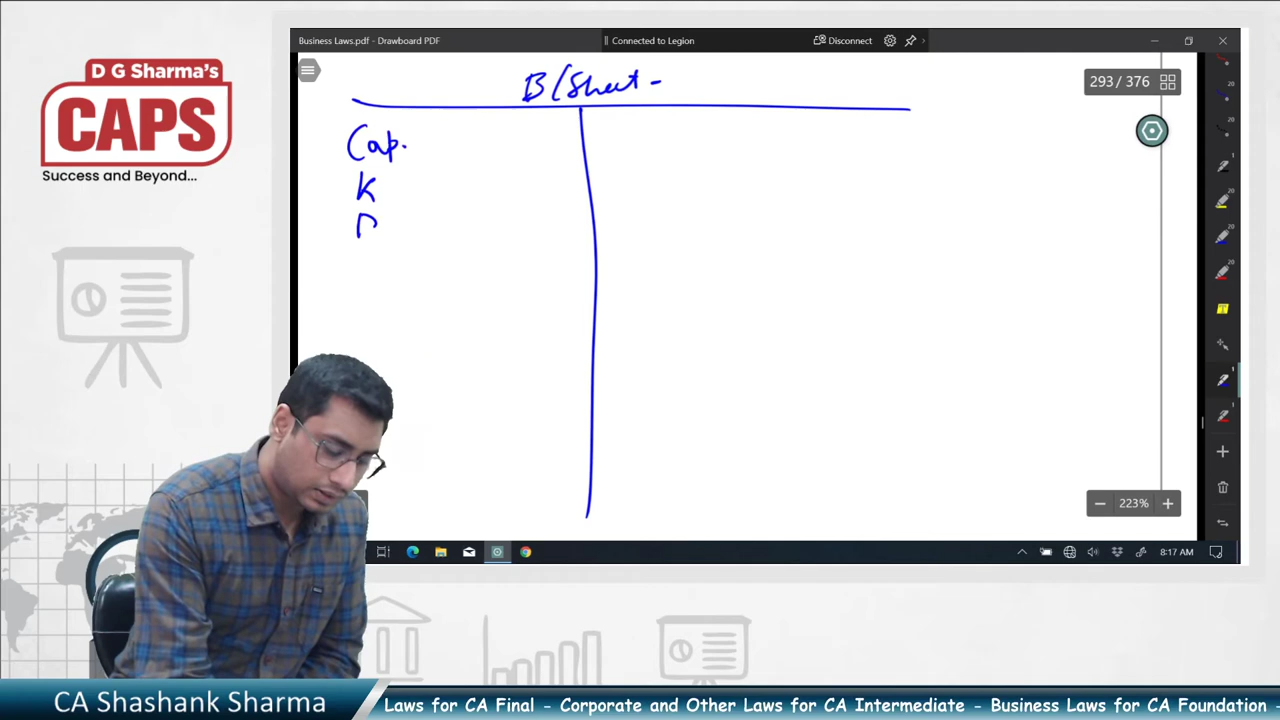 D G Sharma's
CAPS
Success and Beyond...
Business Laws.pdf - Drawboard PDF
Connected to Legion
Disconnect
293 / 376
B/Sheet -
Cap.
K
223%
8:17 AM
CA Shashank Sharma
Laws for CA Final - Corporate and Other Laws for CA Intermediate - Business Laws for CA Foundation -